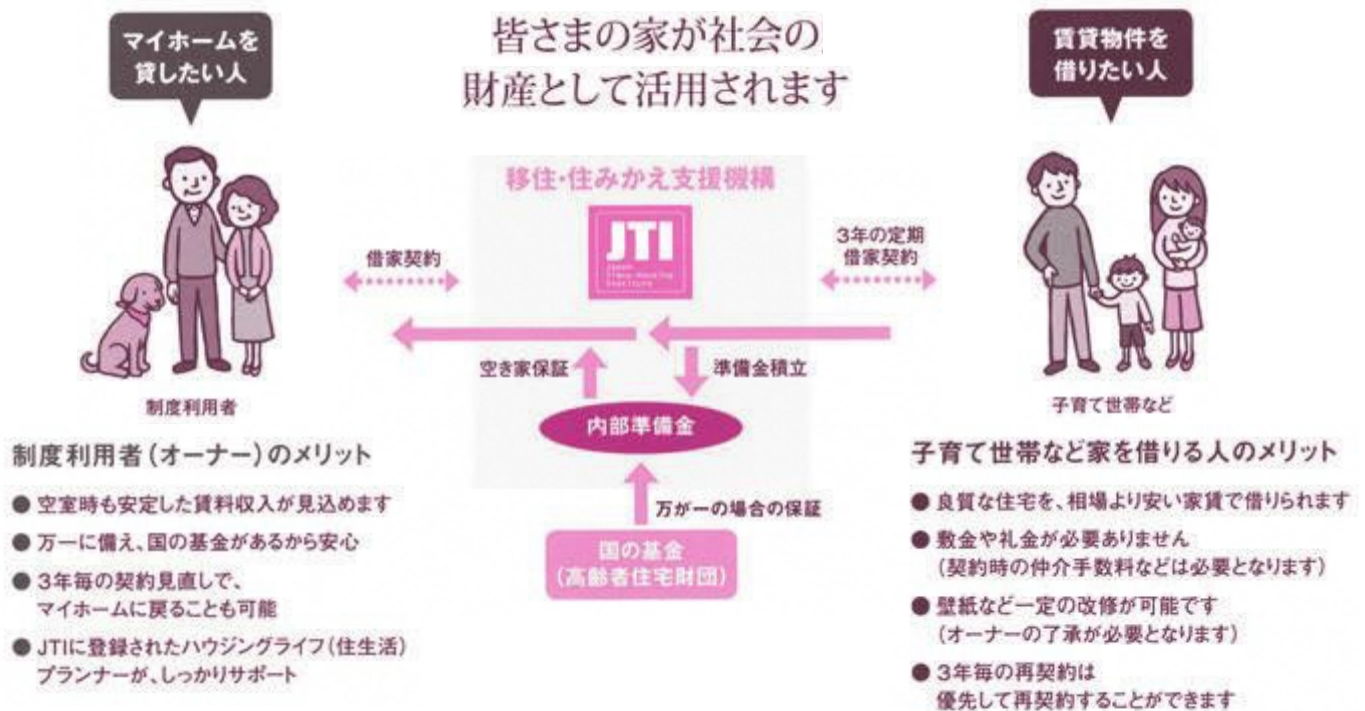 マイホームを
貸したい人
皆さまの家が社会の
財産として活用されます
賃貸物件を
借りたい人
移住・住みかえ支援機構
JTI
借家契約
3年の定期
借家契約
空き家保証
準備金積立
内部準備金
万が一の場合の保証
国の基金
(高齢者住宅財団)
制度利用者
子育て世帯など
制度利用者(オーナー)のメリット
● 空室時も安定した賃料収入が見込めます
● 万一に備え、国の基金があるから安心
● 3年毎の契約見直しで、
マイホームに戻ることも可能
● JTIに登録されたハウジングライフ(住生活)
プランナーが、しっかりサポート
子育て世帯など家を借りる人のメリット
● 良質な住宅を、相場より安い家賃で借りられます
● 敷金や礼金が必要ありません
(契約時の仲介手数料などは必要となります)
● 壁紙など一定の改修が可能です
(オーナーの了承が必要となります)
● 3年毎の再契約は
優先して再契約することができます